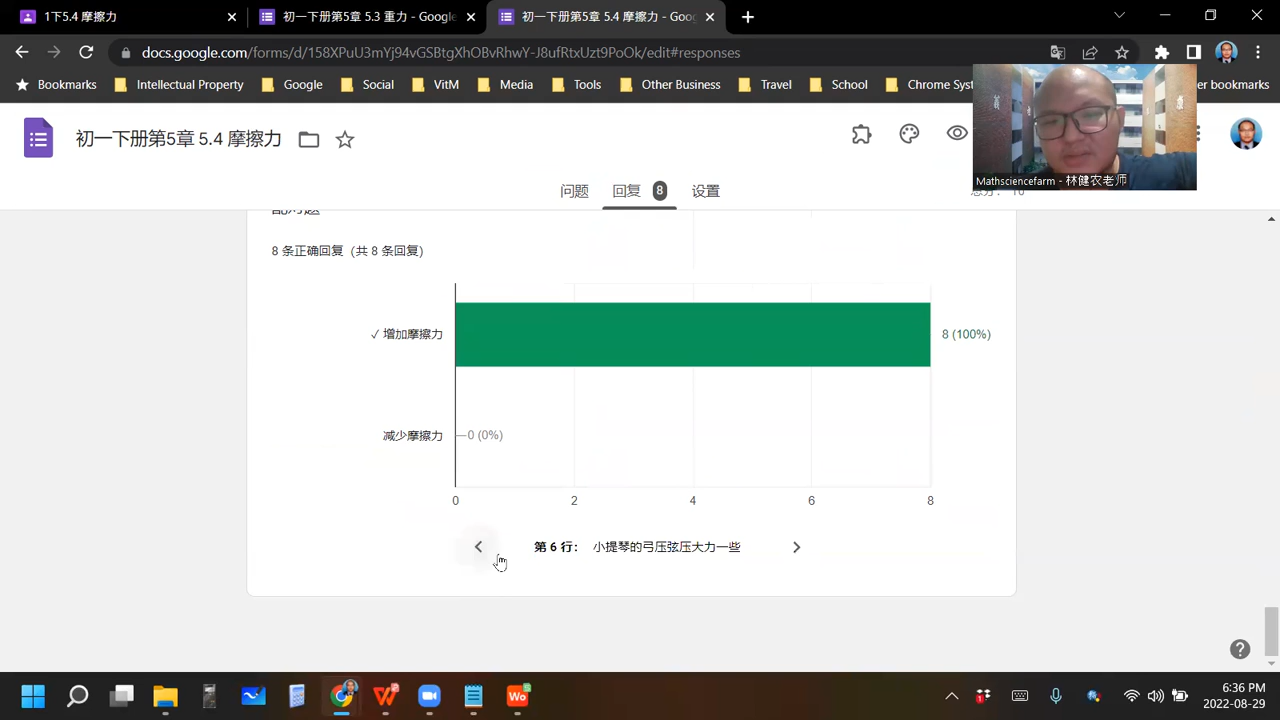 1下5.4 摩擦力
初一下册第5章 5.3 重力 - Google
初一下册第5章 5.4 摩擦力 - Goog
docs.google.com/forms/d/158XPuU3mYj94vGSBtqXhOBvRhwY-J8ufRtxUzt9PoOk/edit#responses
Bookmarks
Intellectual Property
Google
Social
VitM
Media
Tools
Other Business
Travel
School
Chrome Sys
er bookmarks
Mathsciencefarm - 林健农老师
初一下册第5章 5.4 摩擦力
问题
回复
8
设置
8 条正确回复（共 8 条回复)
✓ 增加摩擦力
8 (100%)
减少摩擦力
0 (0%)
0
2
4
6
8
第 6 行：
小提琴的弓压弦压大力一些
6:36 PM
2022-08-29